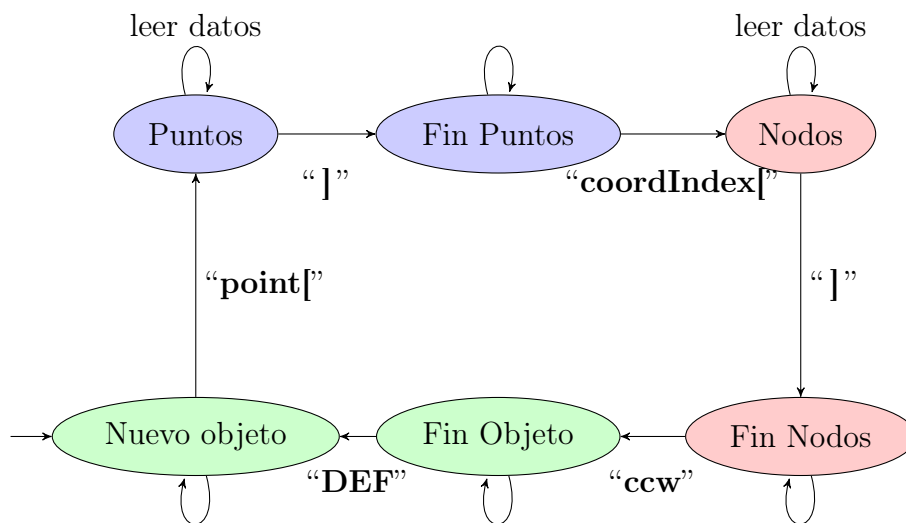 leer datos
leer datos
Puntos
Fin Puntos
Nodos
“]”
“coordIndex[”
“point[”
“]”
Nuevo objeto
Fin Objeto
Fin Nodos
“DEF”
“ccw”